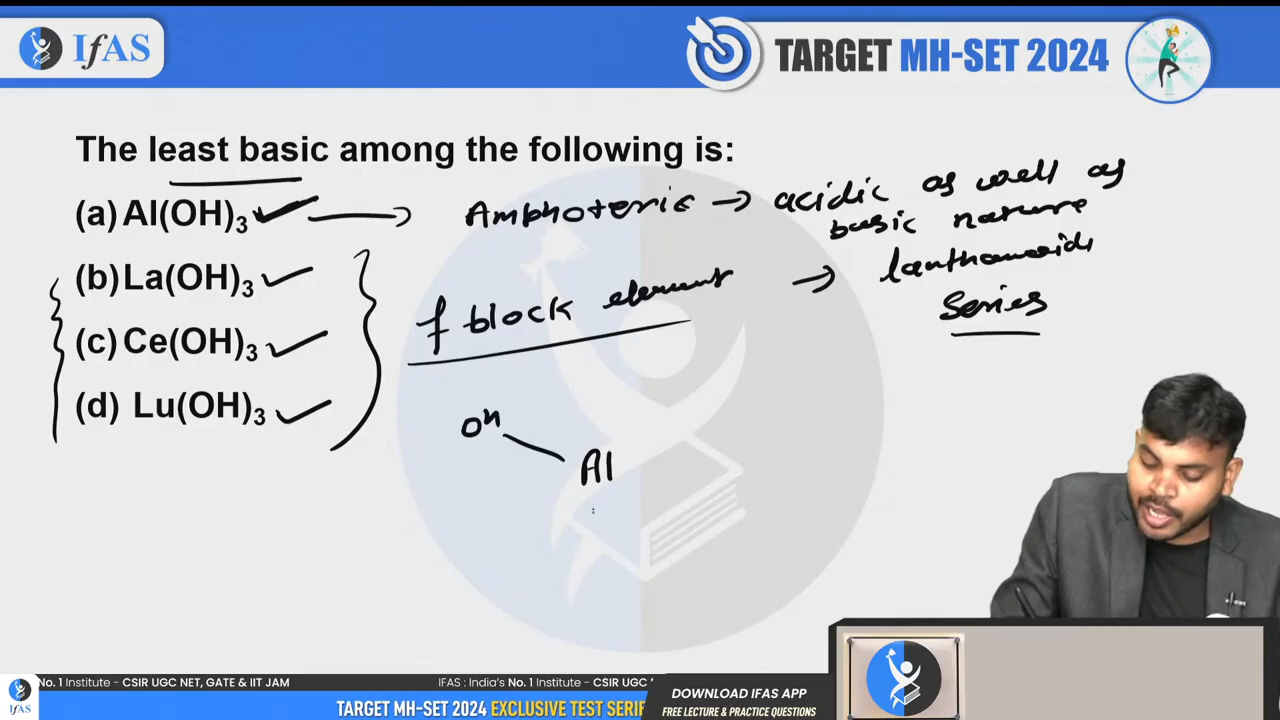 IfAS
TARGET MH-SET 2024
The least basic among the following is:
(a) Al(OH)3 → Amphoteric → acidic as well as
basic nature
(b) La(OH)3
f block element → lanthanoids
series
(c) Ce(OH)3
(d) Lu(OH)3
OH
Al
No. 1 Institute - CSIR UGC NET, GATE & IIT JAM
IFAS : India's No. 1 Institute - CSIR UGC
IFAS
TARGET MH-SET 2024 EXCLUSIVE TEST SERIE
DOWNLOAD IFAS APP
FREE LECTURE & PRACTICE QUESTIONS